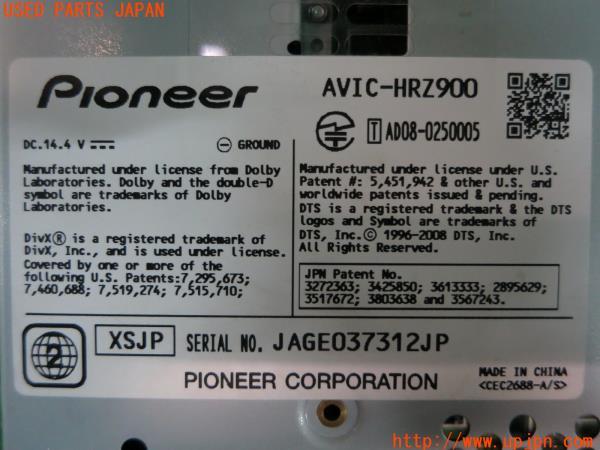 USED PARTS JAPAN
Pioneer
AVIC-HRZ900
DC.14.4 V
GROUND
T AD08-0250005
Manufactured under license from Dolby
Laboratories. Dolby and the double-D
symbol are trademarks of Dolby
Laboratories.
DivX® is a registered trademark of
DivX, Inc., and is used under license.
Covered by one or more of the
following U.S. Patents:7,295,673;
7,460,688; 7,519,274; 7,515,710;
Manufactured under license under U.S.
Patent #: 5,451,942 & other U.S. and
worldwide patents issued & pending.
DTS is a registered trademark & the DTS
logos and Symbol are trademarks of
DTS, Inc.© 1996-2008 DTS, Inc.
All Rights Reserved.
JPN Patent No.
3272363; 3425850; 3613333; 2895629;
3517672; 3803638 and 3567243.
2
XSJP SERIAL NO. JAGE037312JP
PIONEER CORPORATION
MADE IN CHINA
<CEC2688-A/S>
http://www.upjpn.com/